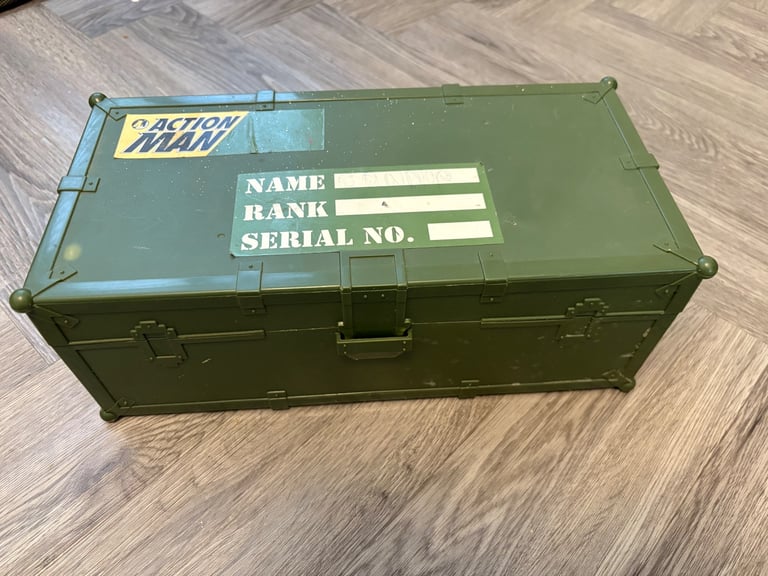 ACTION
MAN
NAME
RANK
SERIAL NO.